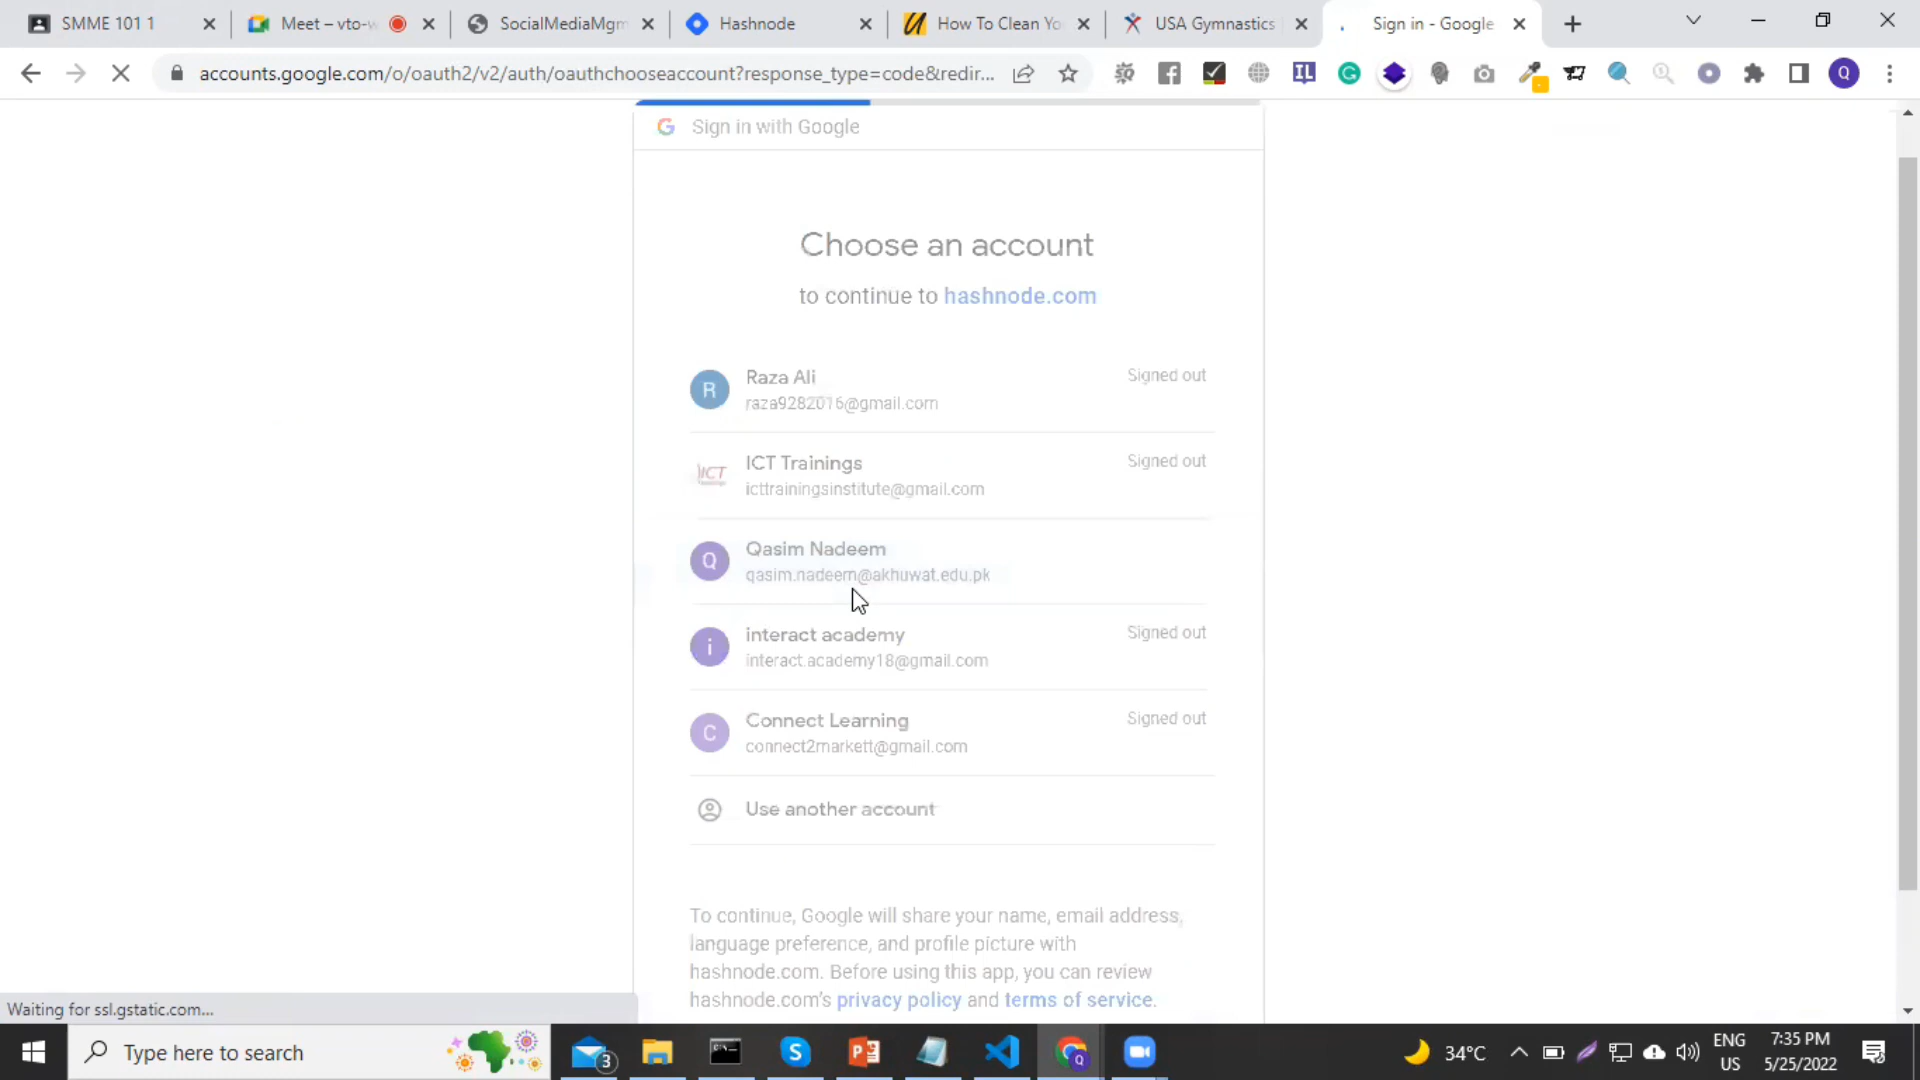 SMME 101 1
Meet – vto-w
SocialMediaMgm
Hashnode
How To Clean Yo
USA Gymnastics
Sign in - Google
accounts.google.com/o/oauth2/v2/auth/oauthchooseaccount?response_type=code&redir...
Sign in with Google
Choose an account
to continue to hashnode.com
R
Raza Ali
Signed out
raza9282016@gmail.com
ICT
ICT Trainings
Signed out
icttrainingsinstitute@gmail.com
Q
Qasim Nadeem
qasim.nadeem@akhuwat.edu.pk
i
interact academy
Signed out
interact.academy18@gmail.com
C
Connect Learning
Signed out
connect2markett@gmail.com
Use another account
To continue, Google will share your name, email address,
language preference, and profile picture with
hashnode.com. Before using this app, you can review
hashnode.com's privacy policy and terms of service.
Waiting for ssl.gstatic.com...
Type here to search
3
34°C
ENG
US
7:35 PM
5/25/2022